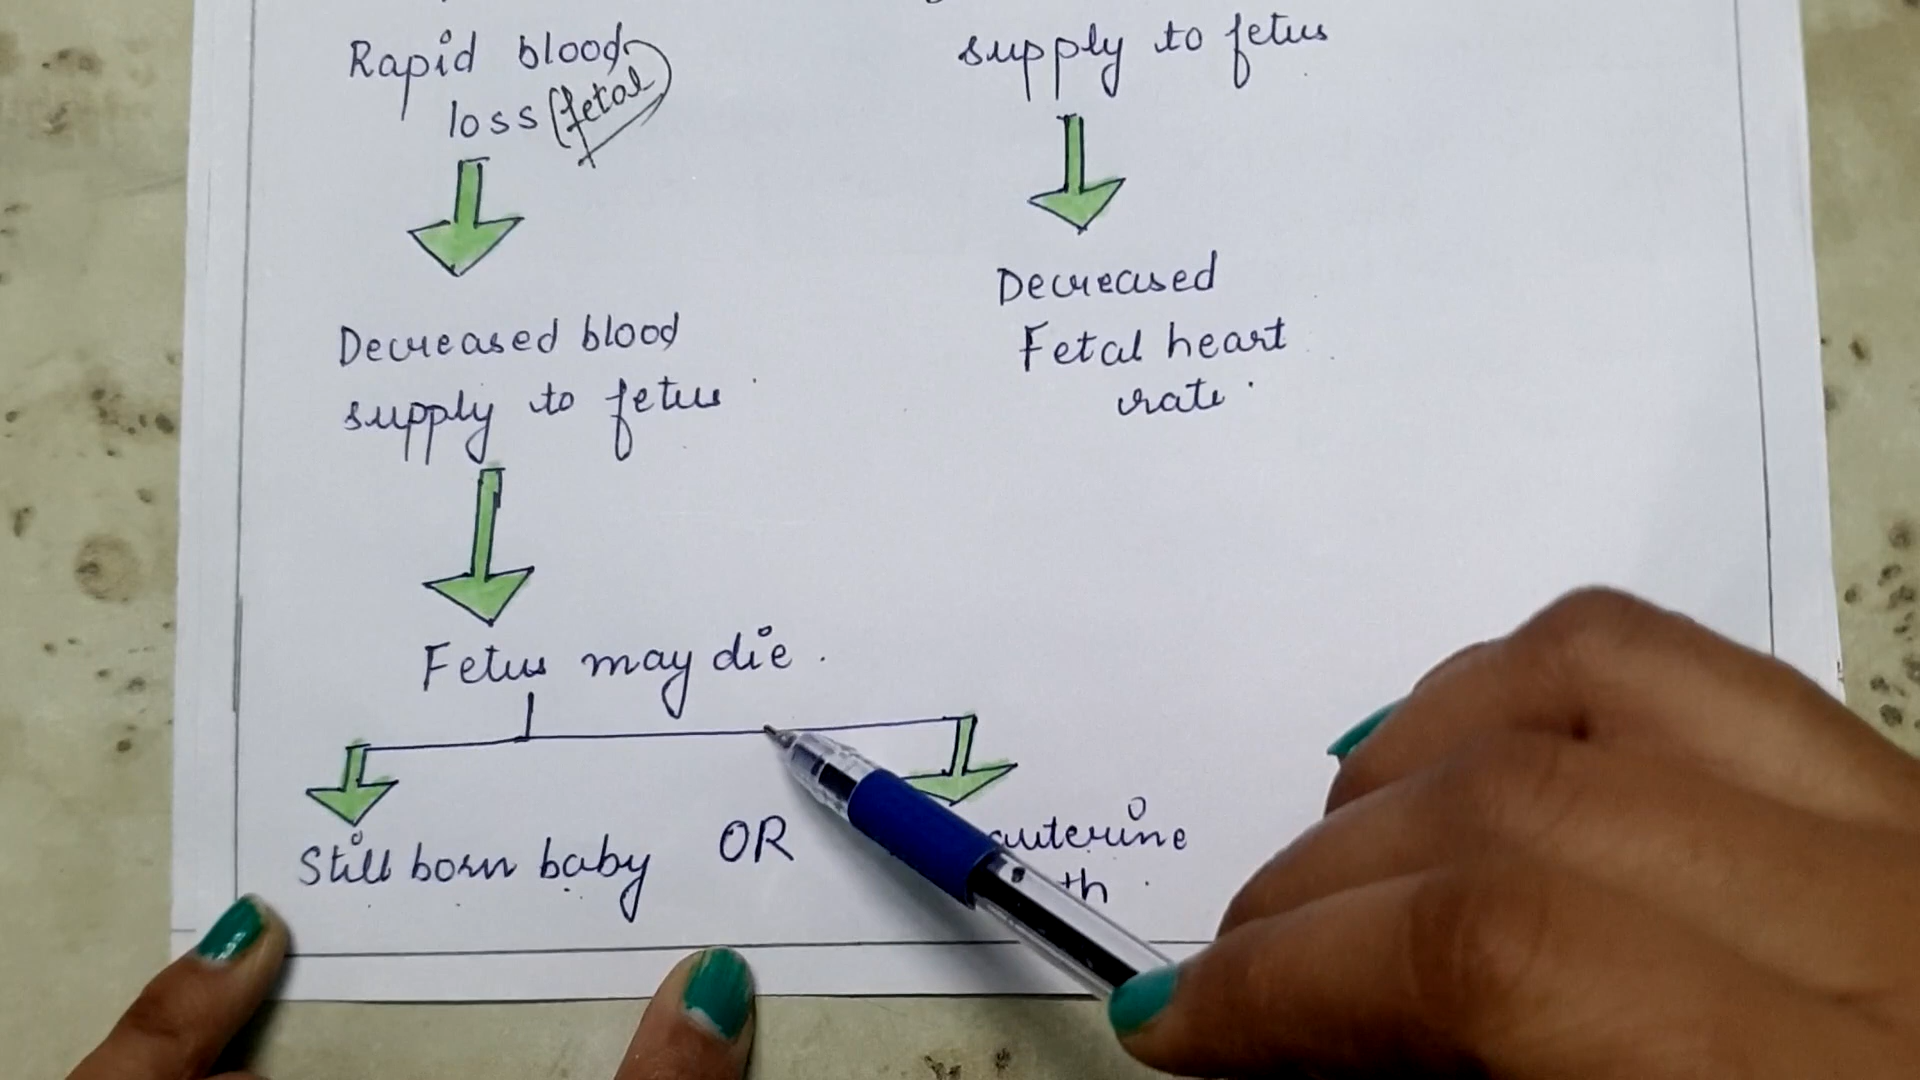 Rapid blood
loss (fetal)
Decreased blood
supply to fetus
Fetus may die.
Still born baby OR
supply to fetus
Decreased
Fetal heart
rate.